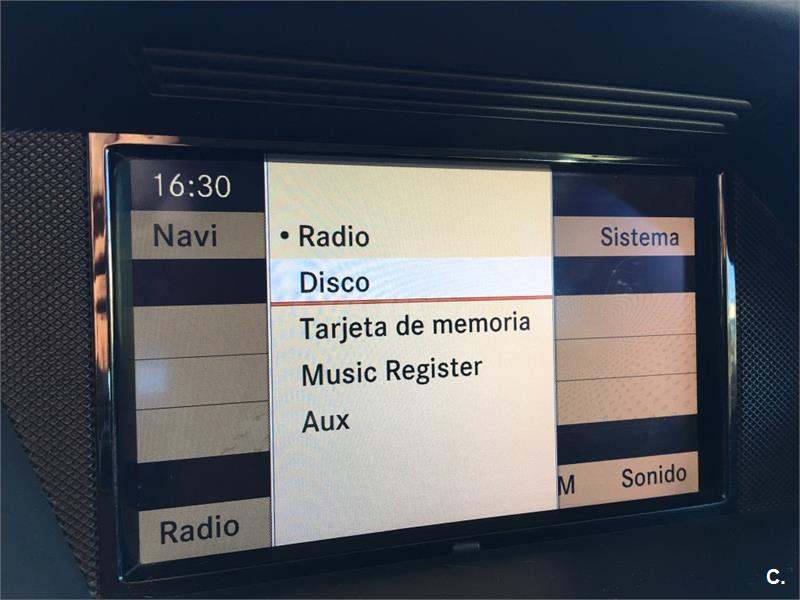 16:30
Navi
• Radio
Sistema
Disco
Tarjeta de memoria
Music Register
Aux
Radio
M
Sonido
C.